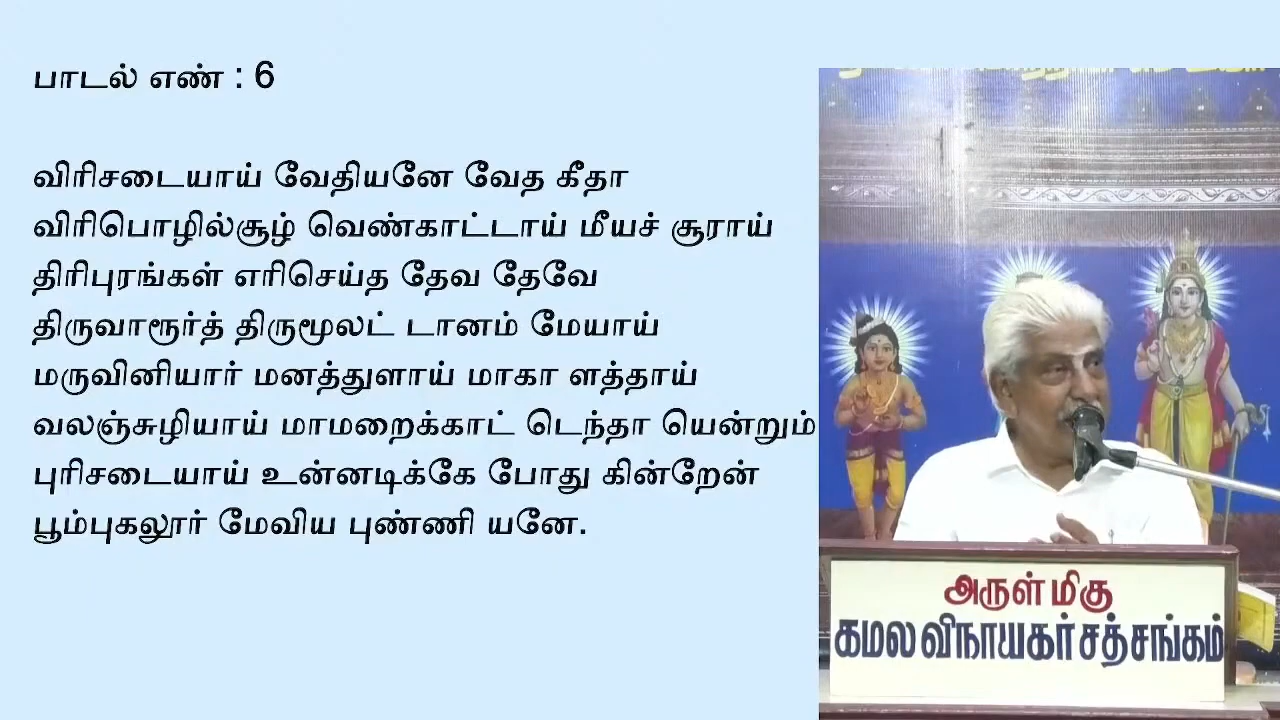 பாடல் எண் : 6
விரிசடையாய் வேதியனே வேத கீதா
விரிபொழில்சூழ் வெண்காட்டாய் மீயச் சூராய்
திரிபுரங்கள் எரிசெய்த தேவ தேவே
திருவாரூர்த் திருமூலட் டானம் மேயாய்
மருவினியார் மனத்துளாய் மாகா ளத்தாய்
வலஞ்சுழியாய் மாமறைக்காட் டெந்தா யென்றும்
புரிசடையாய் உன்னடிக்கே போது கின்றேன்
பூம்புகலூர் மேவிய புண்ணி யனே.
அருள்மிகு
கமல விநாயகர் சத்சங்கம்